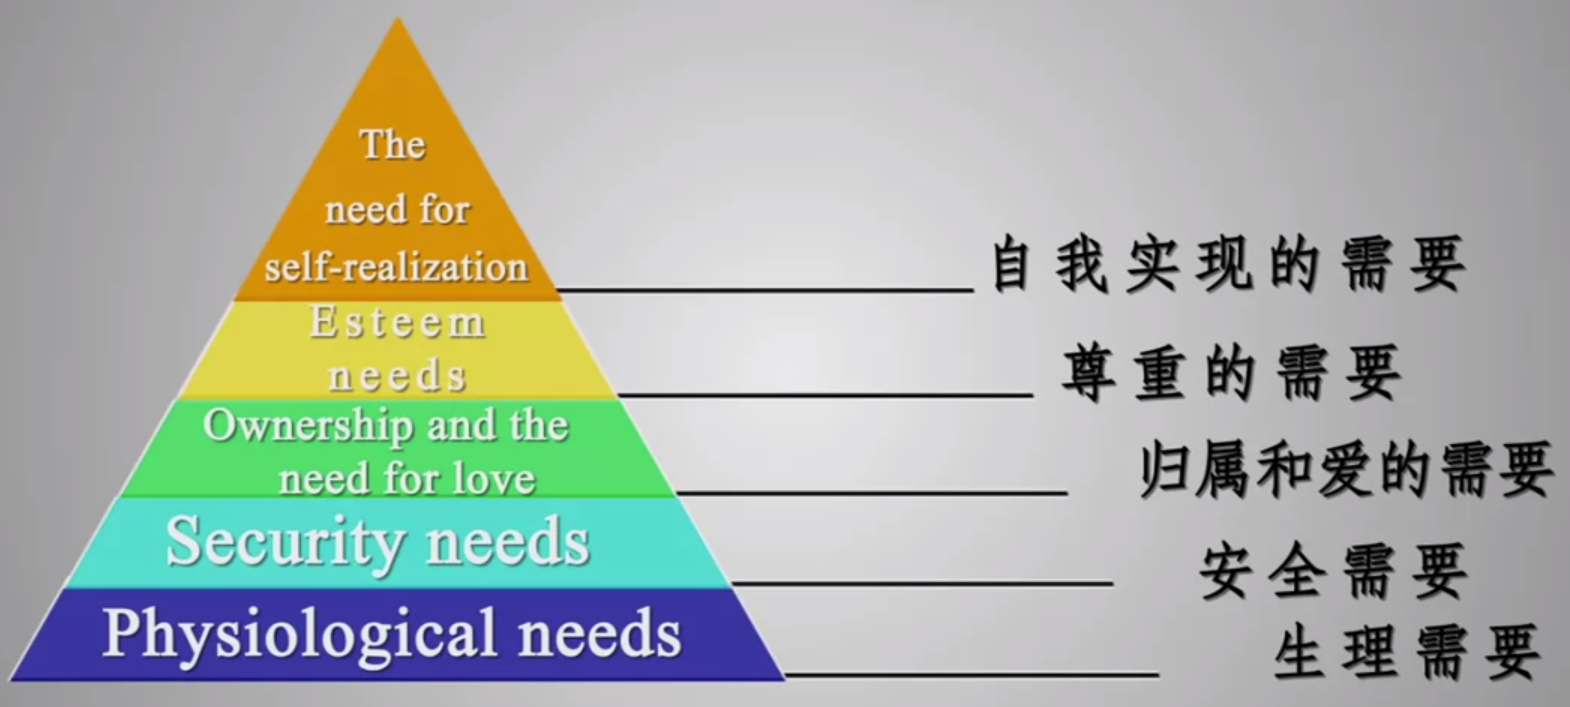 The
need for
self-realization
自我实现的需要
Esteem
needs
尊重的需要
Ownership and the
need for love
归属和爱的需要
Security needs
安全需要
Physiological needs
生理需要